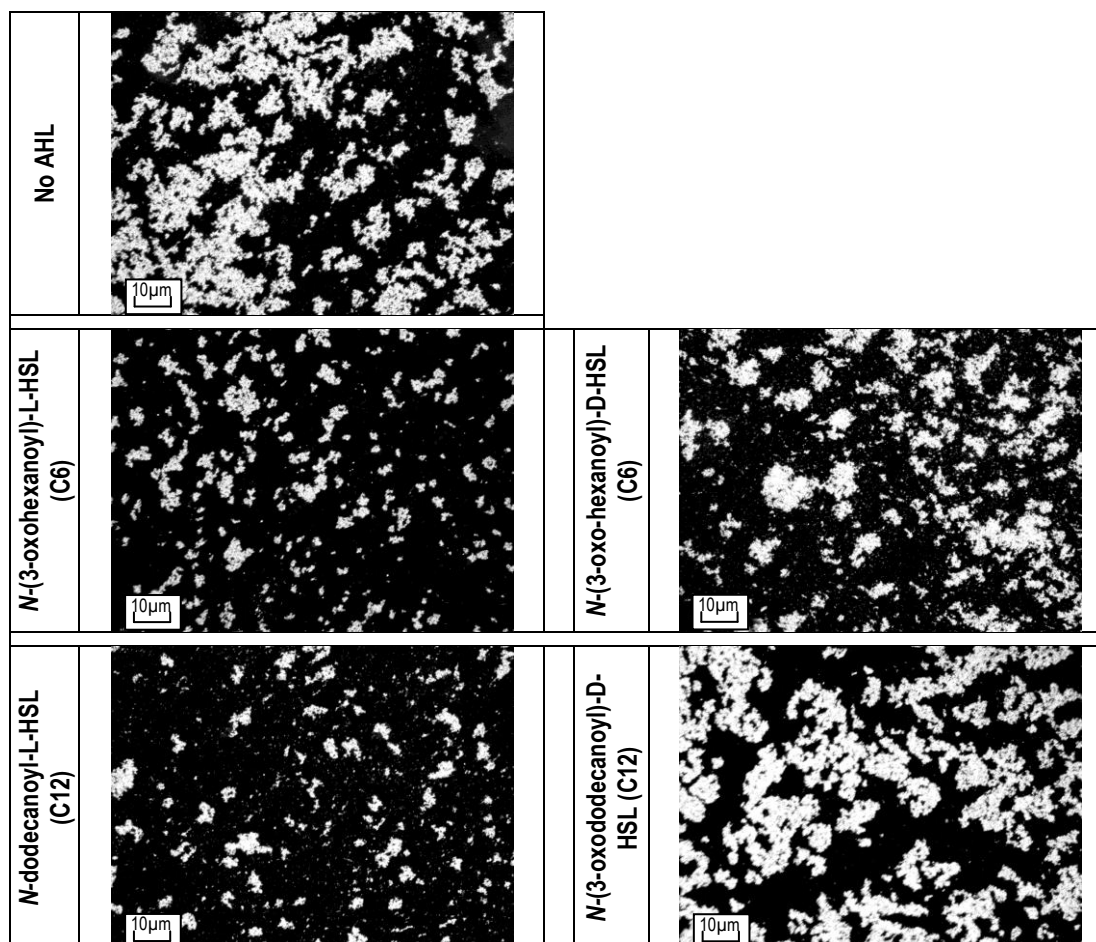 No AHL
10µm
N-(3-oxohexanoyl)-L-HSL
(C6)
10µm
N-(3-oxo-hexanoyl)-D-HSL
(C6)
10µm
N-dodecanoyl-L-HSL
(C12)
10µm
N-(3-oxododecanoyl)-D-
HSL (C12)
10µm